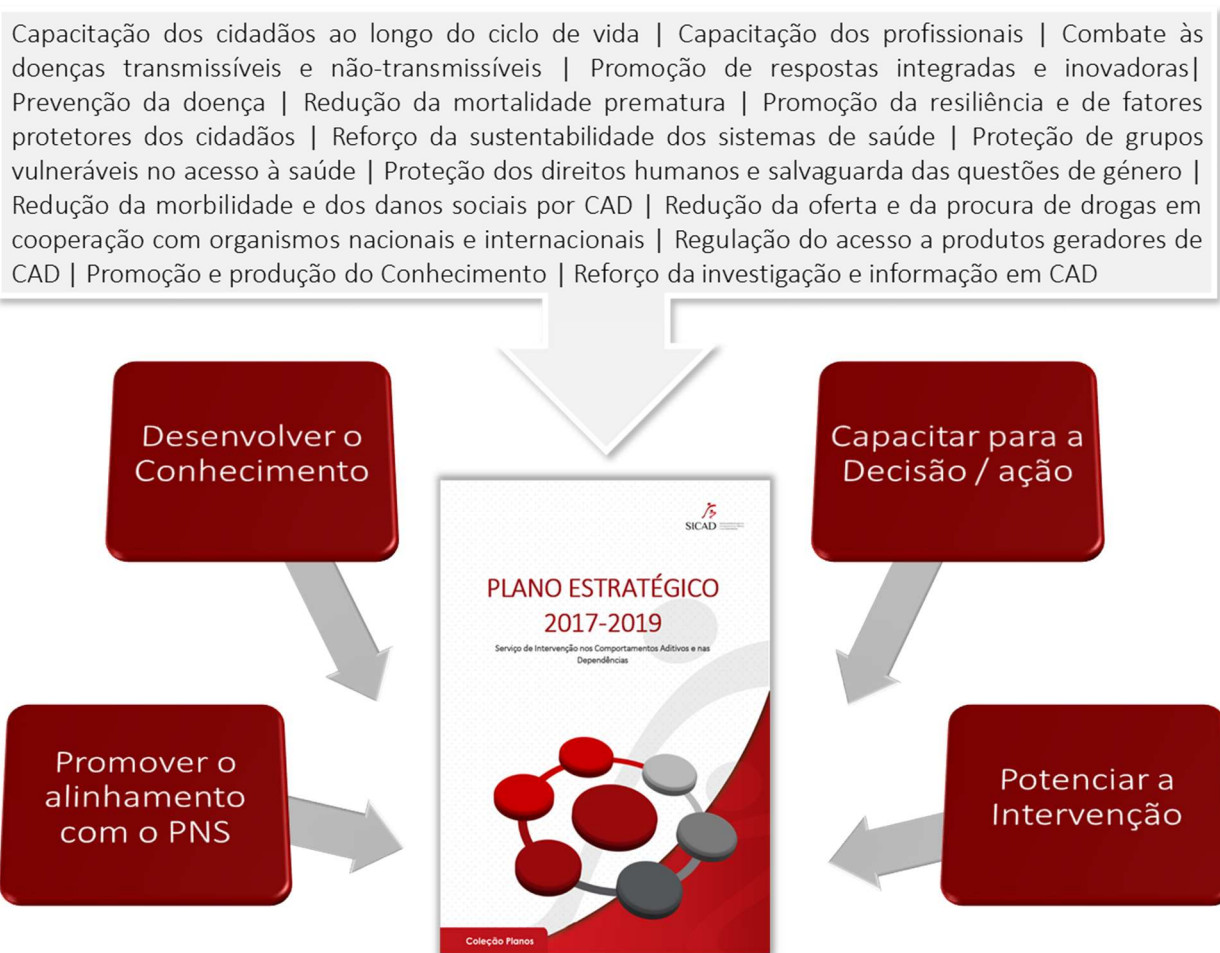 Capacitação dos cidadãos ao longo do ciclo de vida | Capacitação dos profissionais | Combate às
doenças transmissíveis e não-transmissíveis | Promoção de respostas integradas e inovadoras|
Prevenção da doença | Redução da mortalidade prematura | Promoção da resiliência e de fatores
protetores dos cidadãos | Reforço da sustentabilidade dos sistemas de saúde | Proteção de grupos
vulneráveis no acesso à saúde | Proteção dos direitos humanos e salvaguarda das questões de género |
Redução da morbilidade e dos danos sociais por CAD | Redução da oferta e da procura de drogas em
cooperação com organismos nacionais e internacionais | Regulação do acesso a produtos geradores de
CAD | Promoção e produção do Conhecimento | Reforço da investigação e informação em CAD
Desenvolver o
Conhecimento
Capacitar para a
Decisão / ação
SICAD
PLANO ESTRATÉGICO
2017-2019
Serviço de Intervenção nos Comportamentos Aditivos e nas
Dependências
Promover o
alinhamento
com o PNS
Potenciar a
Intervenção
Coleção Planos